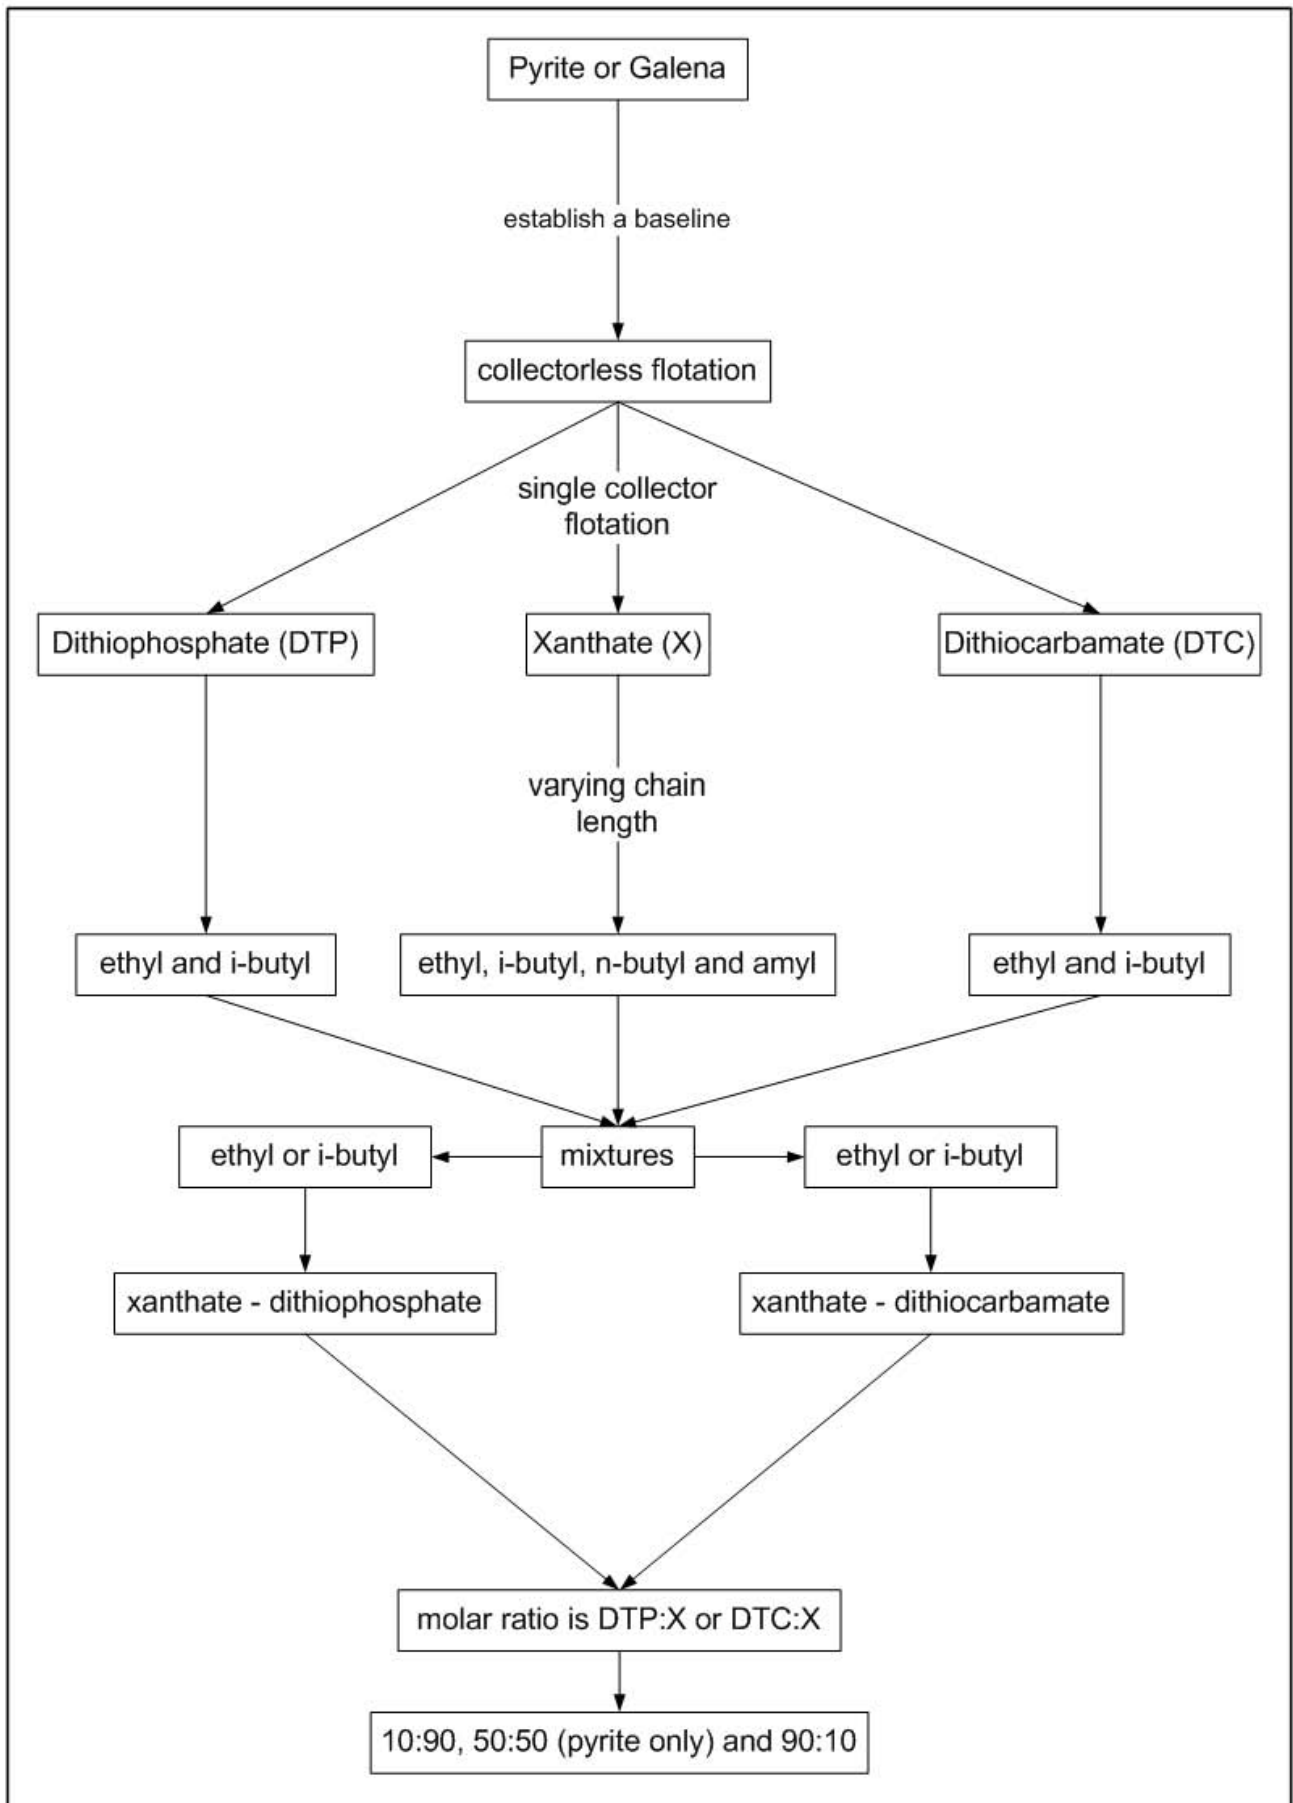 Pyrite or Galena
establish a baseline
collectorless flotation
single collector
flotation
Dithiophosphate (DTP)
Xanthate (X)
Dithiocarbamate (DTC)
varying chain
length
ethyl and i-butyl
ethyl, i-butyl, n-butyl and amyl
ethyl and i-butyl
ethyl or i-butyl
mixtures
ethyl or i-butyl
xanthate - dithiophosphate
xanthate - dithiocarbamate
molar ratio is DTP:X or DTC:X
10:90, 50:50 (pyrite only) and 90:10